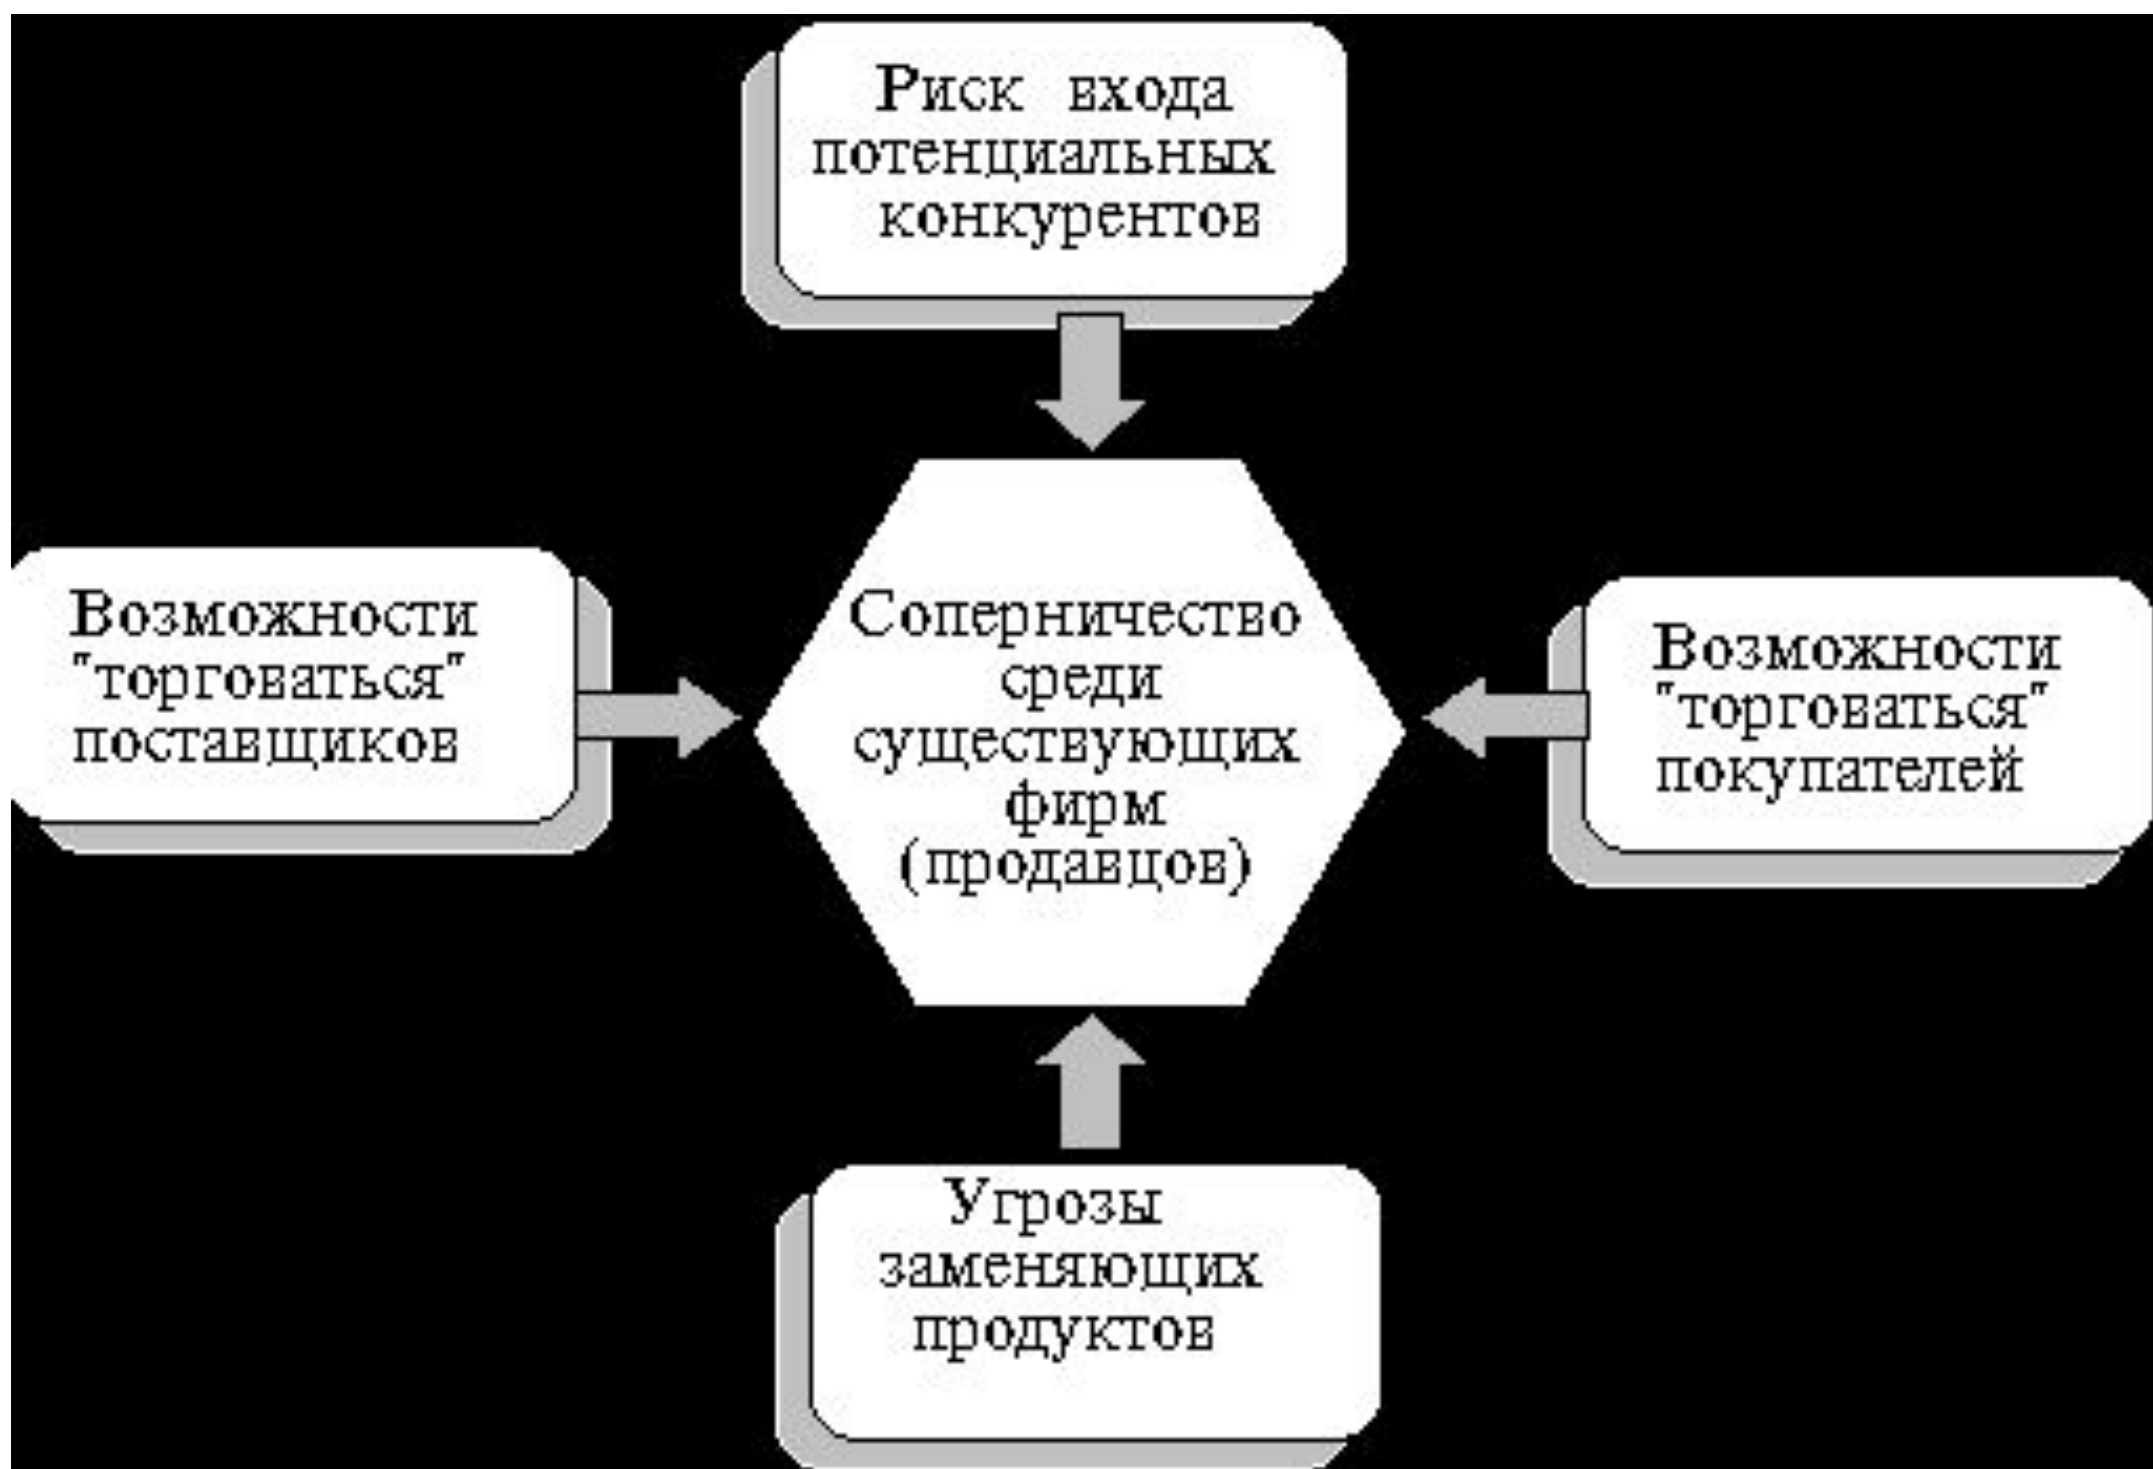 Риск входа
потенциальных
конкурентов
Возможности
"торговаться"
поставщиков
Соперничество
среди
существующих
фирм
(продавцов)
Возможности
"торговаться"
покупателей
Угрозы
заменяющих
продуктов